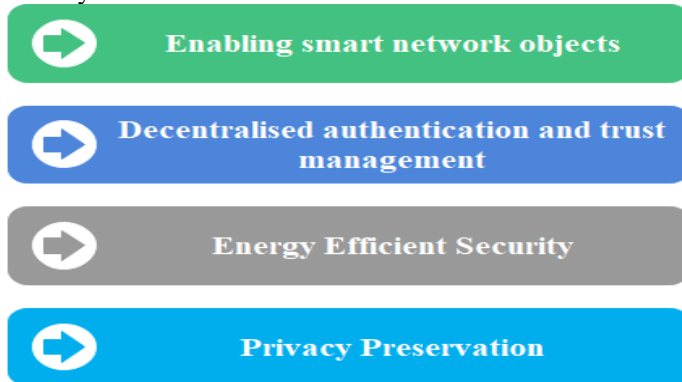 Enabling smart network objects
Decentralised authentication and trust
management
Energy Efficient Security
Privacy Preservation